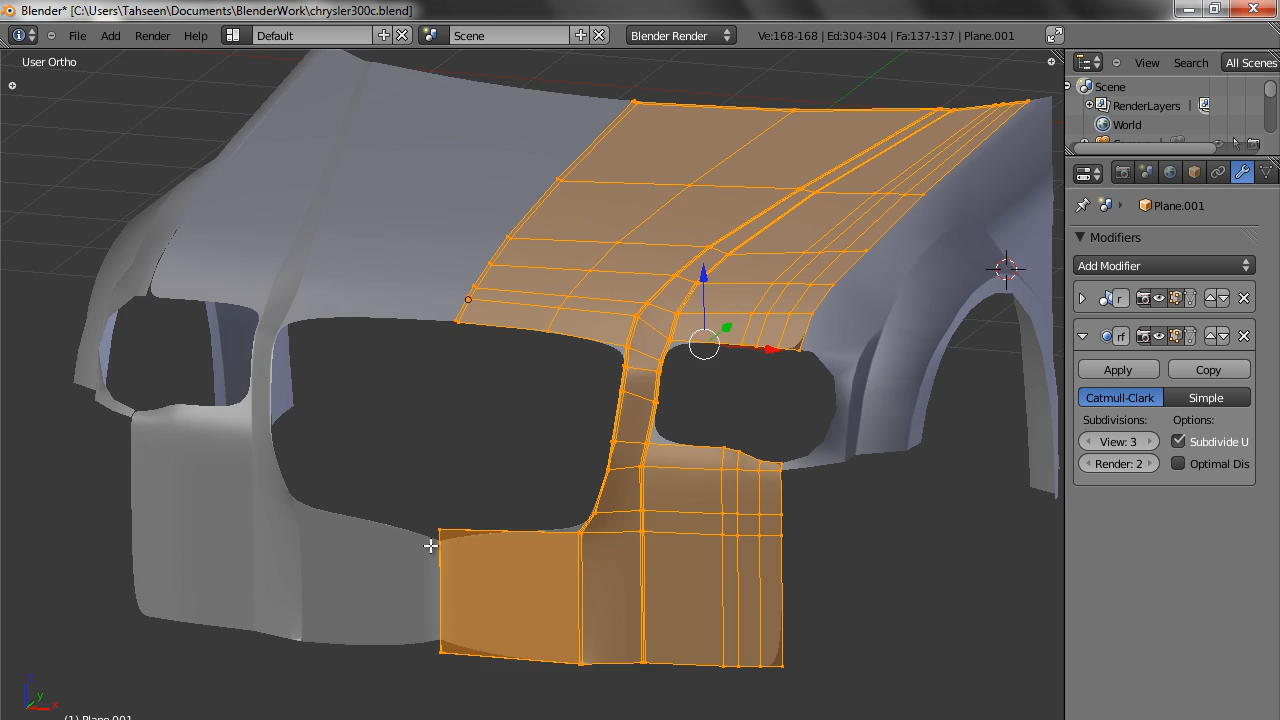 Blender* [C:\Users\Tahseen\Documents\BlenderWork\chrysler300c.blend]
File Add Render Help Default Scene Blender Render Ve:168-168 | Ed:304-304 | Fa:137-137 | Plane.001
User Ortho
View Search All Scenes
Scene
RenderLayers
World
Plane.001
Modifiers
Add Modifier
r
rf
Apply Copy
Catmull-Clark Simple
Subdivisions: Options:
View: 3 Subdivide U
Render: 2 Optimal Dis
z
y
x
(1) Plane.001